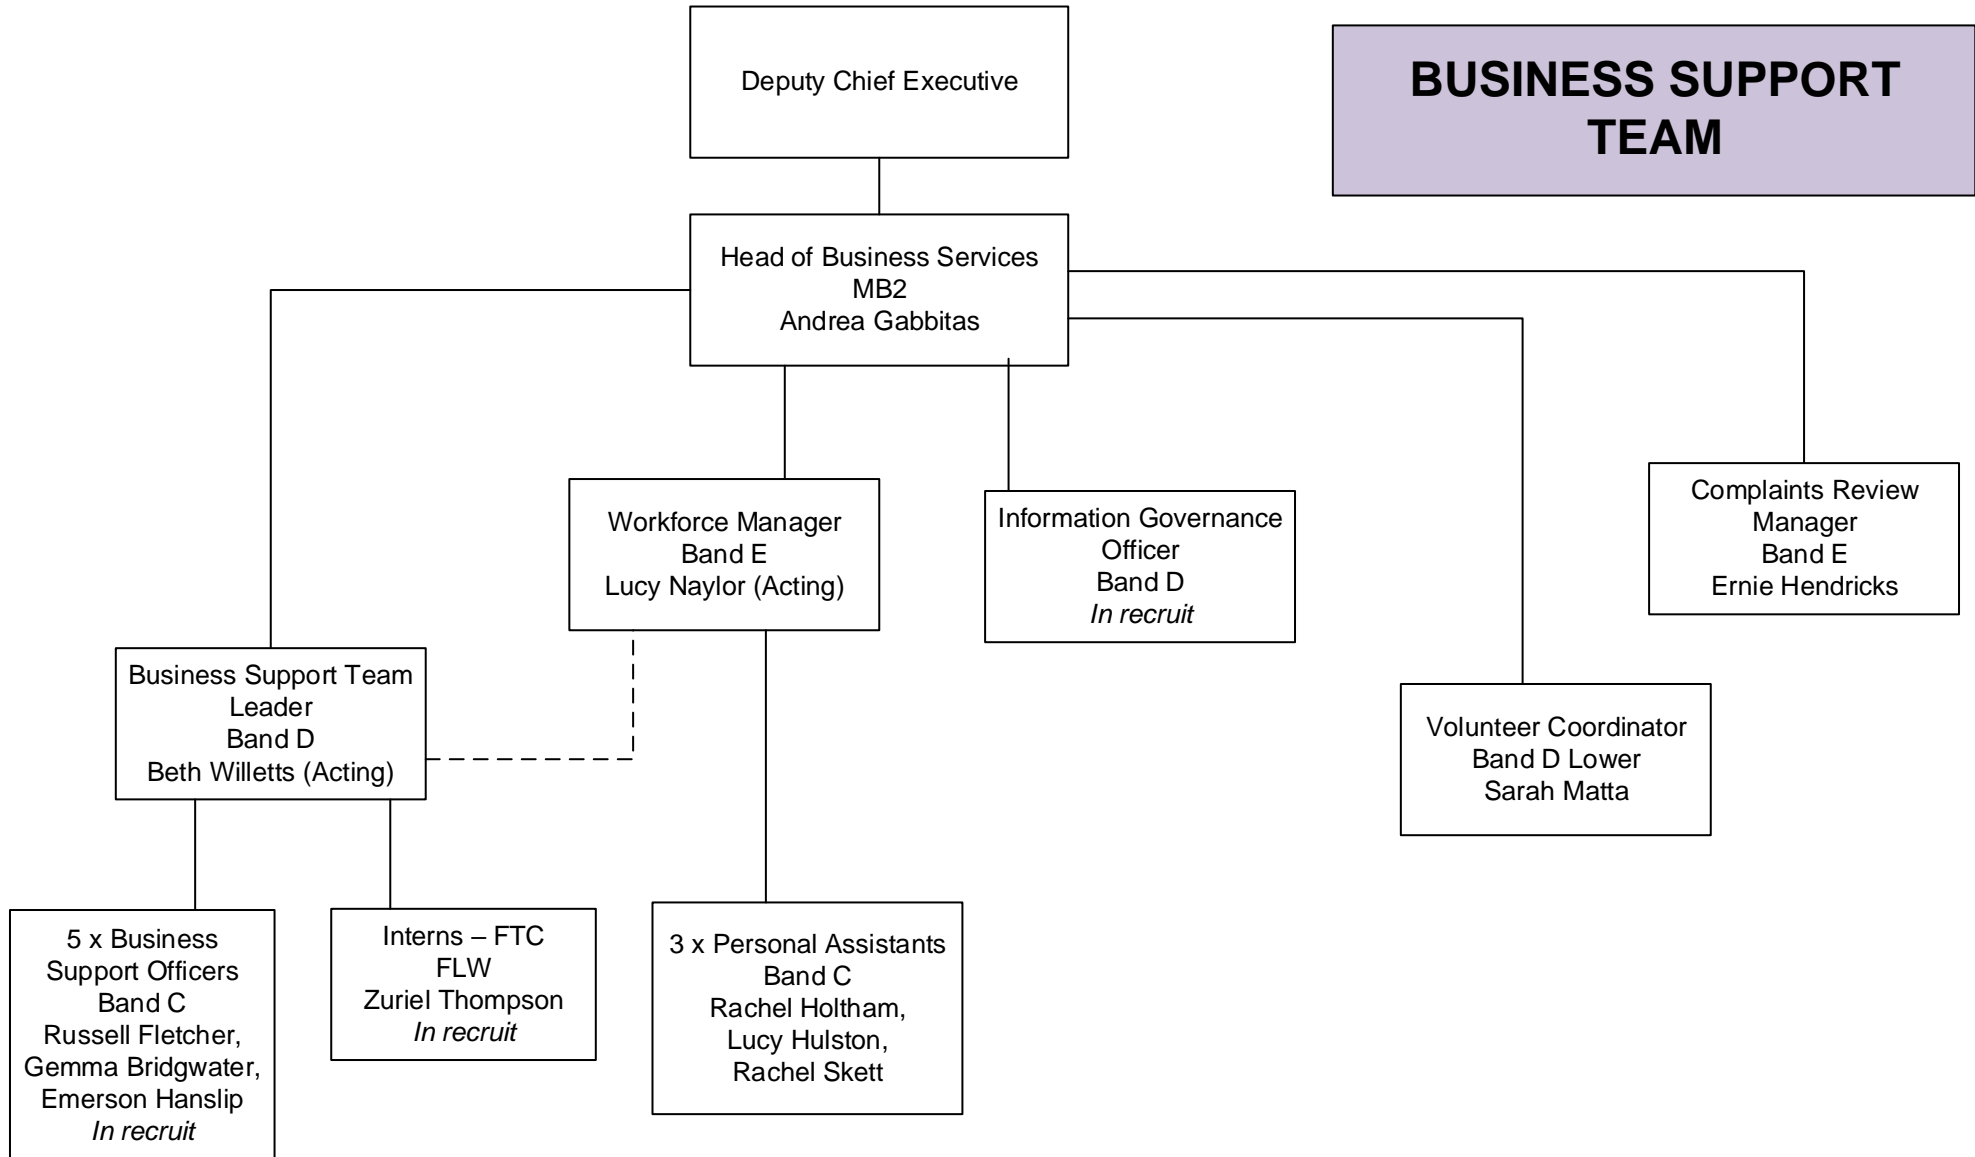 Deputy Chief Executive
BUSINESS SUPPORT
TEAM
Head of Business Services
MB2
Andrea Gabbitas
Workforce Manager
Band E
Lucy Naylor (Acting)
Information Governance
Officer
Band D
In recruit
Complaints Review
Manager
Band E
Ernie Hendricks
Business Support Team
Leader
Band D
Beth Willetts (Acting)
Volunteer Coordinator
Band D Lower
Sarah Matta
5 x Business
Support Officers
Band C
Russell Fletcher,
Gemma Bridgwater,
Emerson Hanslip
In recruit
Interns – FTC
FLW
Zuriel Thompson
In recruit
3 x Personal Assistants
Band C
Rachel Holtham,
Lucy Hulston,
Rachel Skett